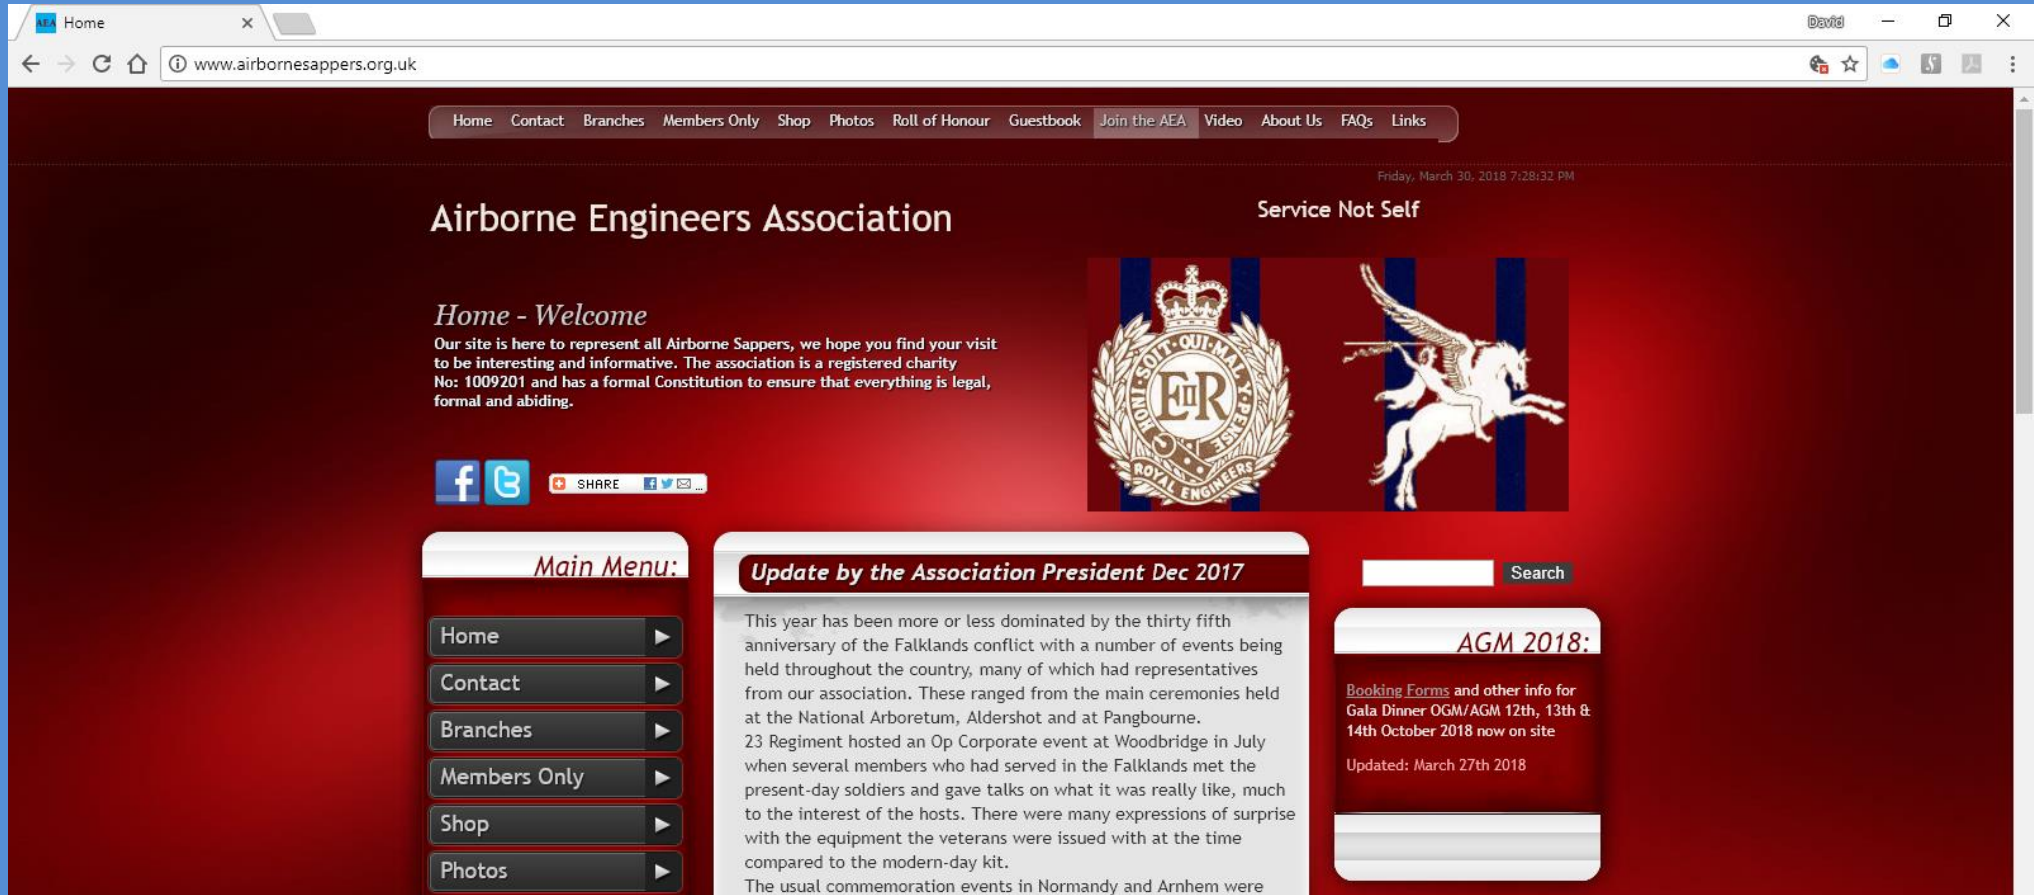 AEA Home
David
www.airbornesappers.org.uk
Home Contact Branches Members Only Shop Photos Roll of Honour Guestbook Join the AEA Video About Us FAQs Links
Friday, March 30, 2018 7:28:32 PM
Airborne Engineers Association
Service Not Self
Home - Welcome
Our site is here to represent all Airborne Sappers, we hope you find your visit
to be interesting and informative. The association is a registered charity
No: 1009201 and has a formal Constitution to ensure that everything is legal,
formal and abiding.
HONI·SOIT·QUI·MAL·Y·PENSE
EIIR
ROYAL ENGINEERS
SHARE ...
Main Menu:
Home
Contact
Branches
Members Only
Shop
Photos
Update by the Association President Dec 2017
This year has been more or less dominated by the thirty fifth
anniversary of the Falklands conflict with a number of events being
held throughout the country, many of which had representatives
from our association. These ranged from the main ceremonies held
at the National Arboretum, Aldershot and at Pangbourne.
23 Regiment hosted an Op Corporate event at Woodbridge in July
when several members who had served in the Falklands met the
present-day soldiers and gave talks on what it was really like, much
to the interest of the hosts. There were many expressions of surprise
with the equipment the veterans were issued with at the time
compared to the modern-day kit.
The usual commemoration events in Normandy and Arnhem were
Search
AGM 2018:
Booking Forms and other info for
Gala Dinner OGM/AGM 12th, 13th &
14th October 2018 now on site
Updated: March 27th 2018